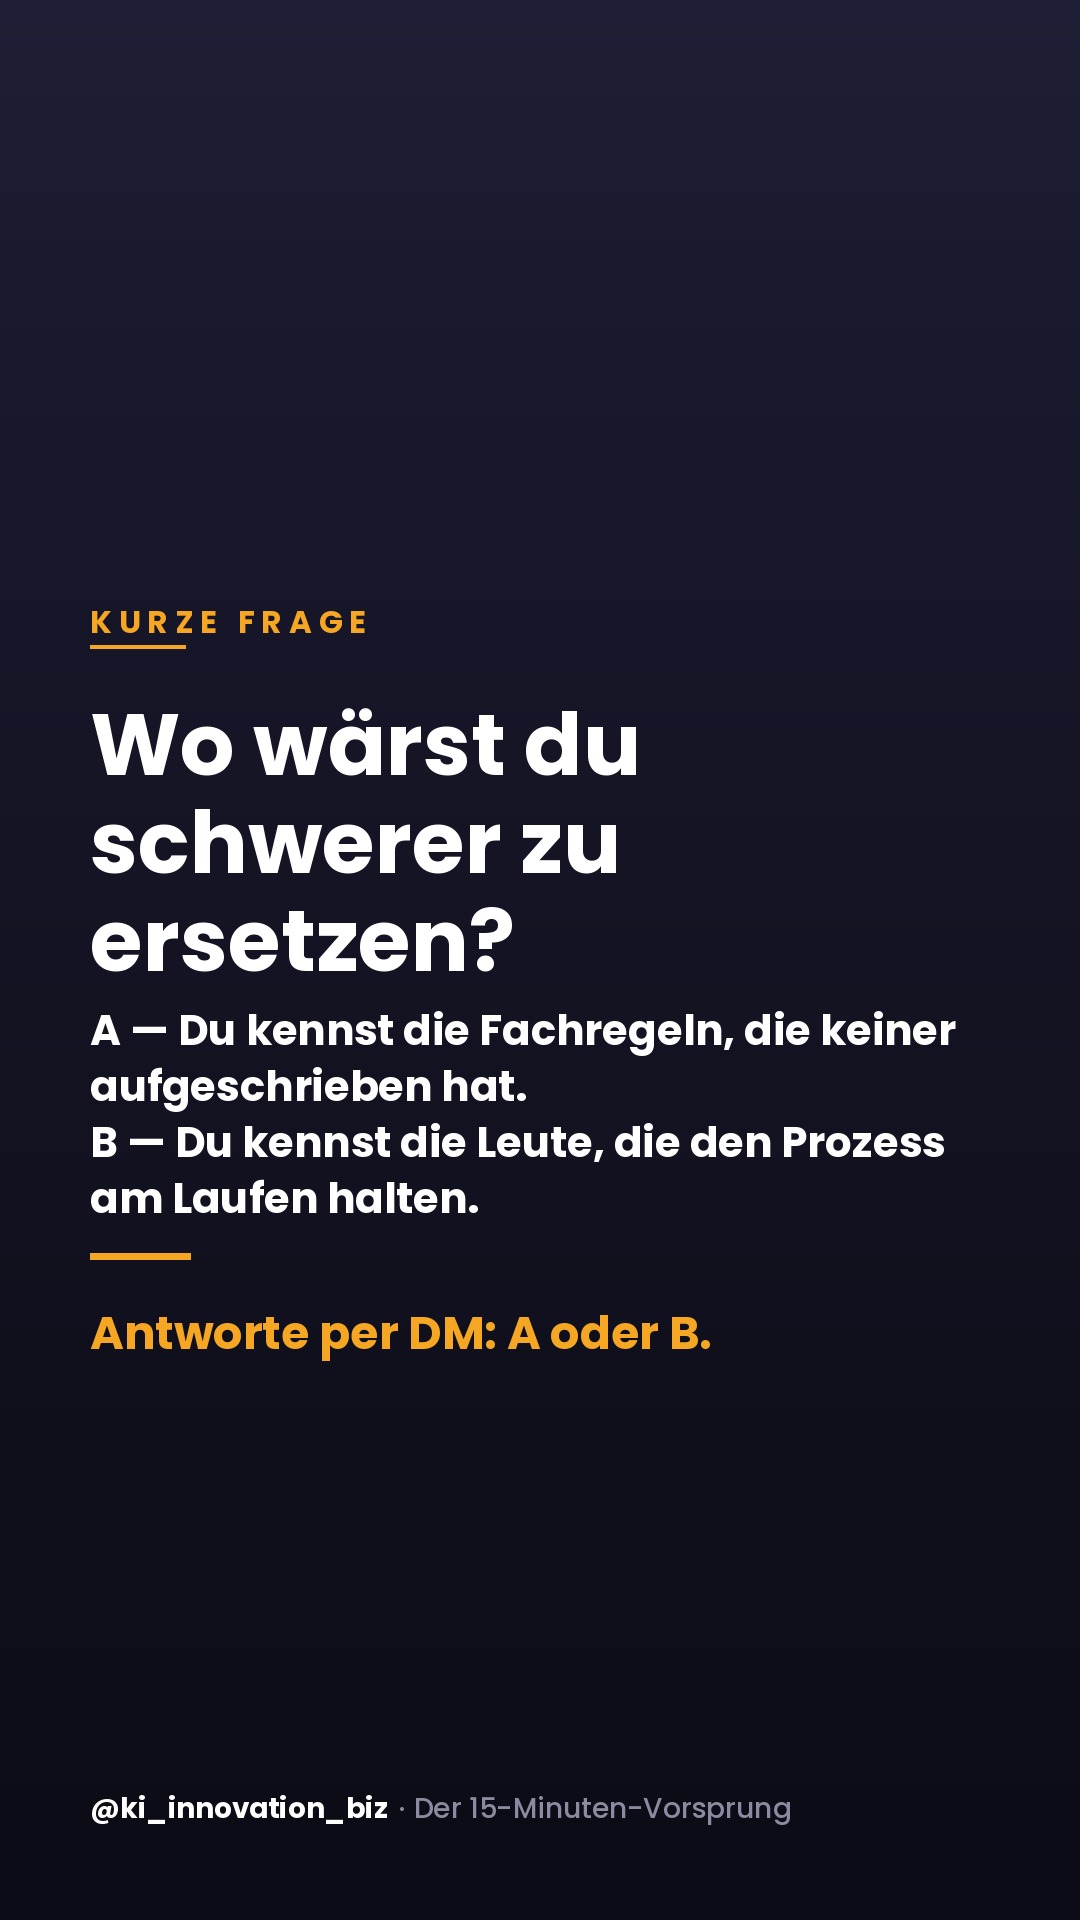 KURZE FRAGE
Wo wärst du
schwerer zu
ersetzen?
A — Du kennst die Fachregeln, die keiner
aufgeschrieben hat.
B — Du kennst die Leute, die den Prozess
am Laufen halten.
Antworte per DM: A oder B.
@ki_innovation_biz · Der 15-Minuten-Vorsprung